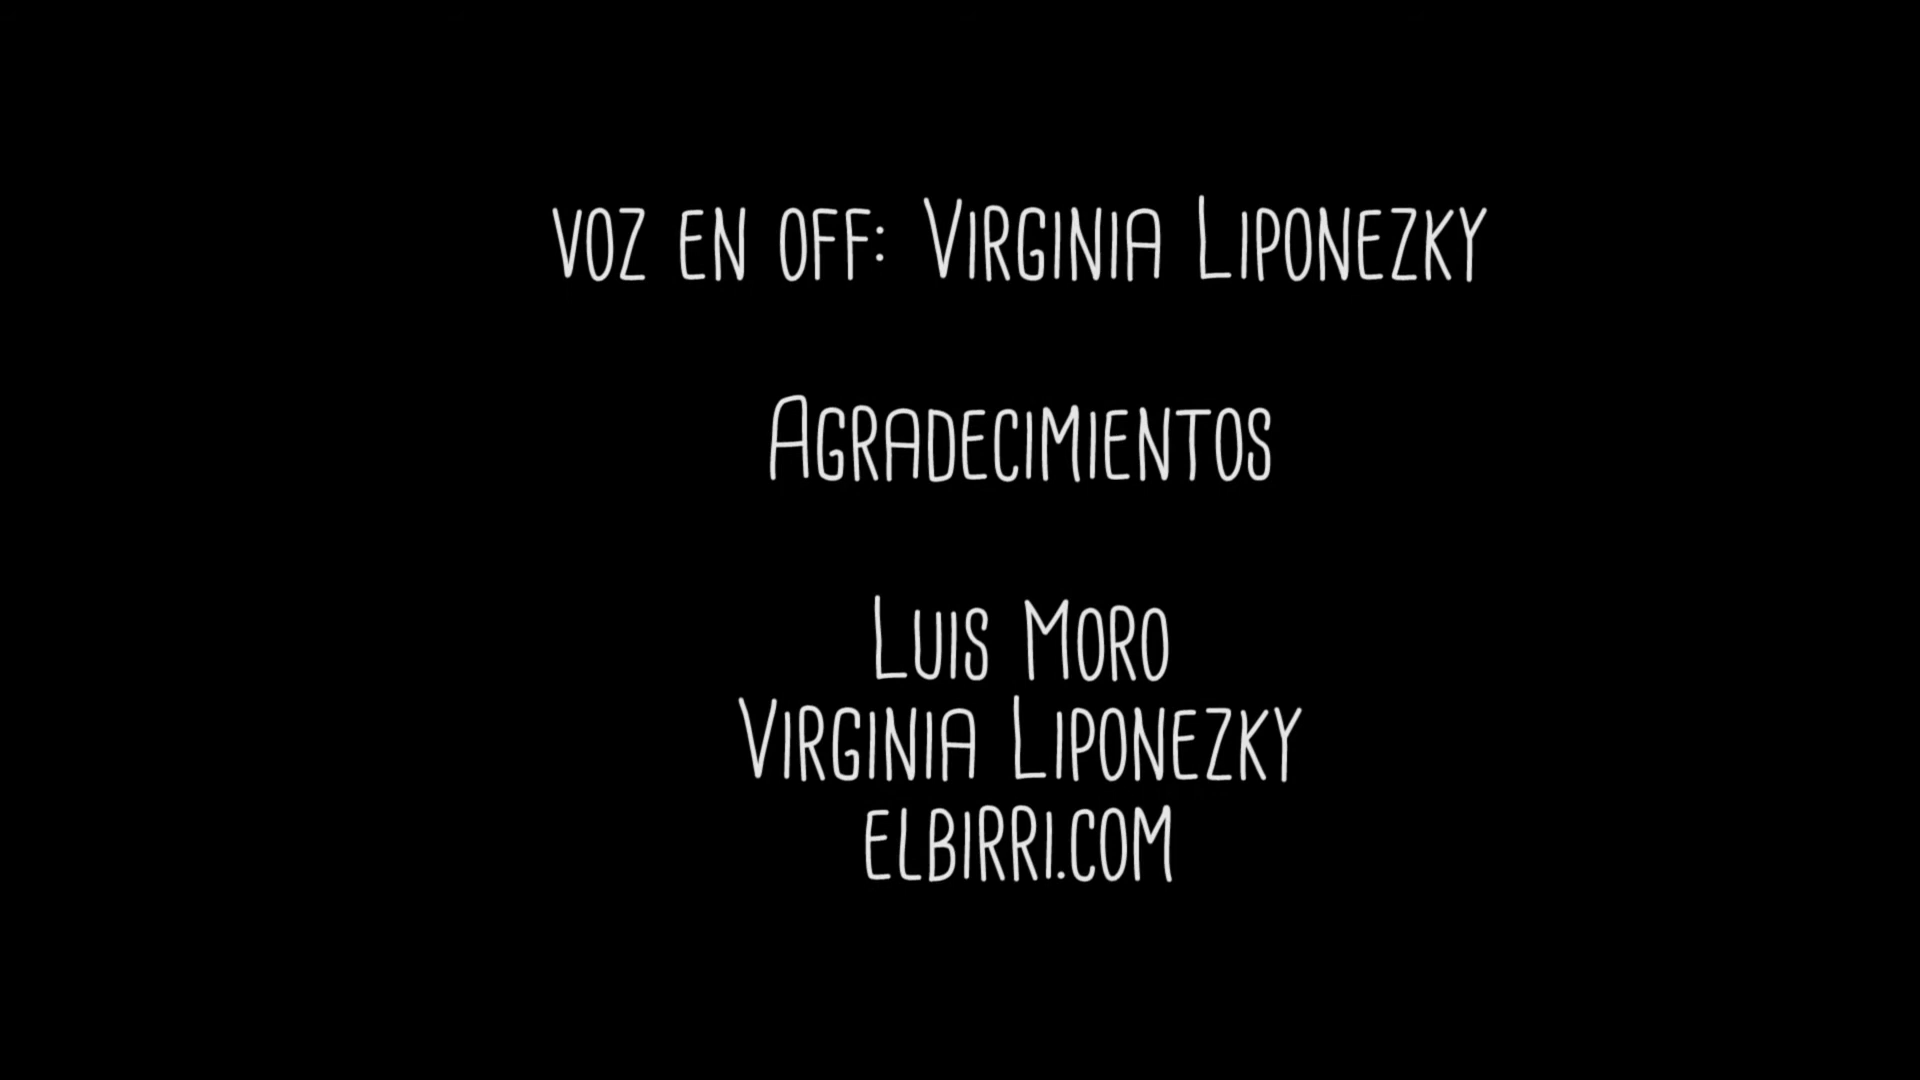 voz en off: Virginia Liponezky
Agradecimientos
Luis Moro
Virginia Liponezky
elbirri.com